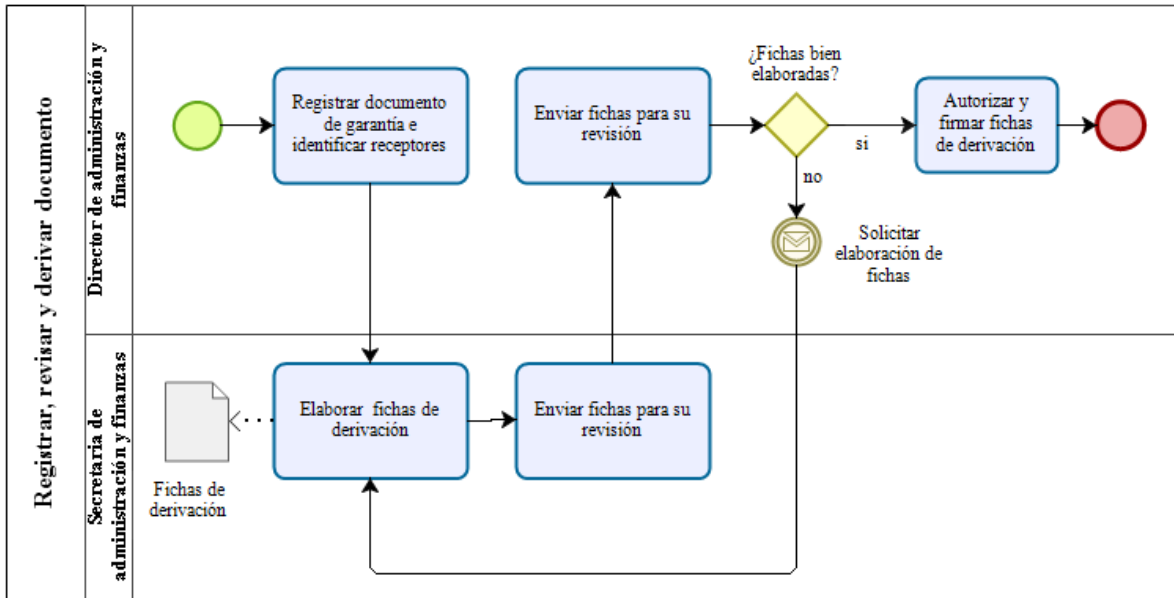 Registrar, revisar y derivar documento
Director de administración y
finanzas
Registrar documento
de garantía e
identificar receptores
Enviar fichas para su
revisión
¿Fichas bien
elaboradas?
si
no
Autorizar y
firmar fichas
de derivación
Solicitar
elaboración de
fichas
Secretaria de
administración y finanzas
Fichas de
derivación
Elaborar fichas de
derivación
Enviar fichas para su
revisión